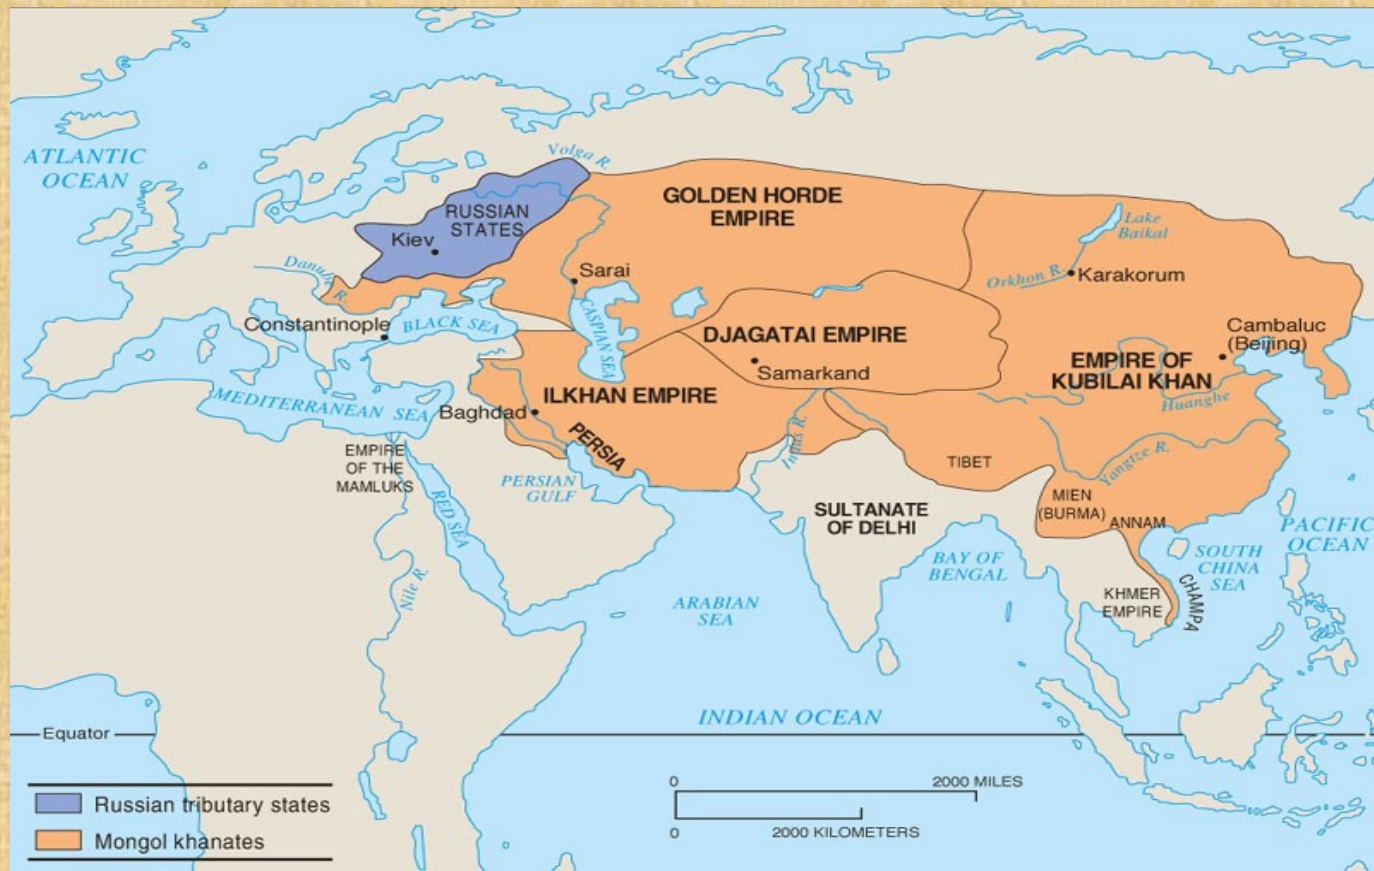 ATLANTIC
OCEAN
Volga R.
GOLDEN HORDE
EMPIRE
RUSSIAN
STATES
Kiev
Lake
Baikal
Orkhon R.
Karakorum
Danube R.
Sarai
Constantinople
BLACK SEA
CASPIAN SEA
DJAGATAI EMPIRE
Samarkand
Cambaluc
(Beijing)
EMPIRE OF
KUBILAI KHAN
Huanghe
MEDITERRANEAN SEA
Baghdad
ILKHAN EMPIRE
PERSIA
Indus R.
EMPIRE
OF THE
MAMLUKS
PERSIAN
GULF
RED SEA
TIBET
Yangtze R.
SULTANATE
OF DELHI
MIEN
(BURMA)
ANNAM
PACIFIC
OCEAN
SOUTH
CHINA
SEA
BAY OF
BENGAL
Nile R.
ARABIAN
SEA
KHMER
EMPIRE
CHAMPA
INDIAN OCEAN
Equator
0
2000 MILES
0
2000 KILOMETERS
Russian tributary states
Mongol khanates